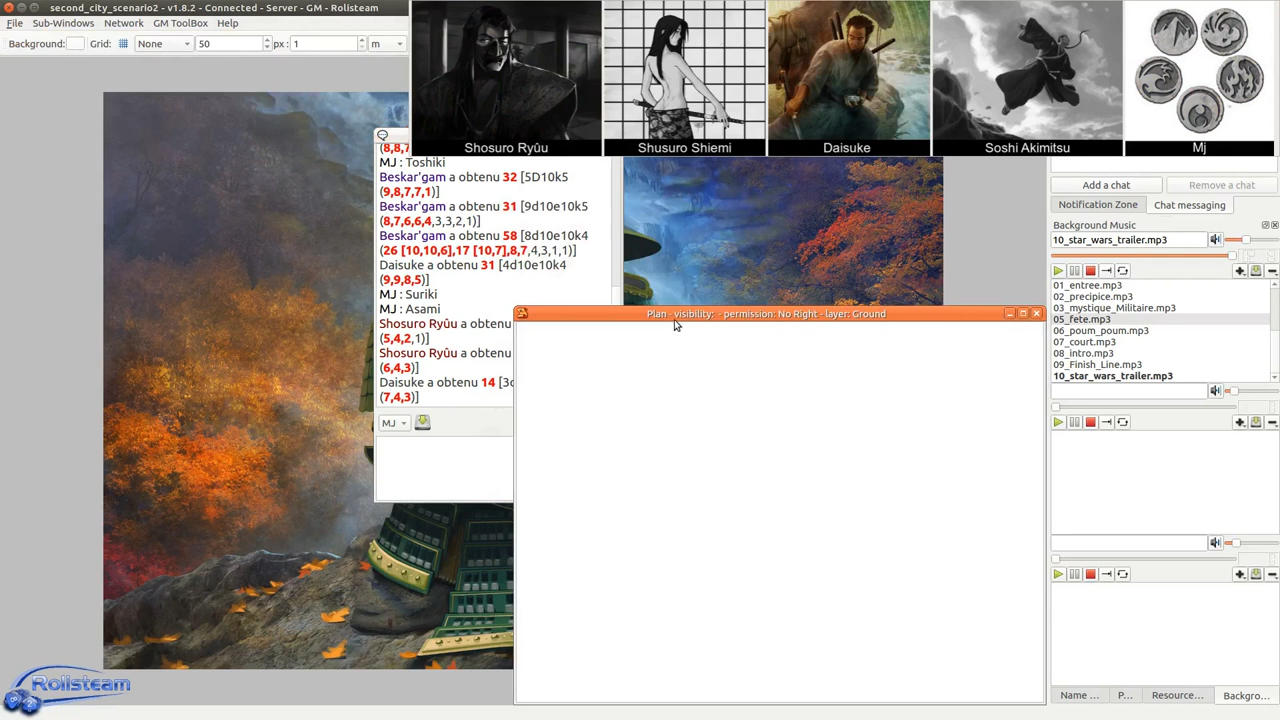 second_city_scenario2 - v1.8.2 - Connected - Server - GM - Rolisteam
File Sub-Windows Network GM ToolBox Help
Background: Grid: None 50 px : 1 m
Shosuro Ryûu
Shusuro Shiemi
Daisuke
Soshi Akimitsu
Mj
(8,8,7
MJ : Toshiki
Beskar'gam a obtenu 32 [5D10k5
(9,8,7,7,1)]
Beskar'gam a obtenu 31 [9d10e10k5
(8,7,6,6,4,3,3,2,1)]
Beskar'gam a obtenu 58 [8d10e10k4
(26 [10,10,6],17 [10,7],8,7,4,3,1,1)]
Daisuke a obtenu 31 [4d10e10k4
(9,9,8,5)]
MJ : Suriki
MJ : Asami
Shosuro Ryûu a obtenu
(5,4,2,1)]
Shosuro Ryûu a obtenu
(6,4,3)]
Daisuke a obtenu 14 [3
(7,4,3)]
MJ
Plan - visibility: - permission: No Right - layer: Ground
Add a chat
Remove a chat
Notification Zone
Chat messaging
Background Music
10_star_wars_trailer.mp3
01_entree.mp3
02_precipice.mp3
03_mystique_Militaire.mp3
05_fete.mp3
06_poum_poum.mp3
07_court.mp3
08_intro.mp3
09_Finish_Line.mp3
10_star_wars_trailer.mp3
Name ...
P...
Resource...
Backgro...
Rolisteam